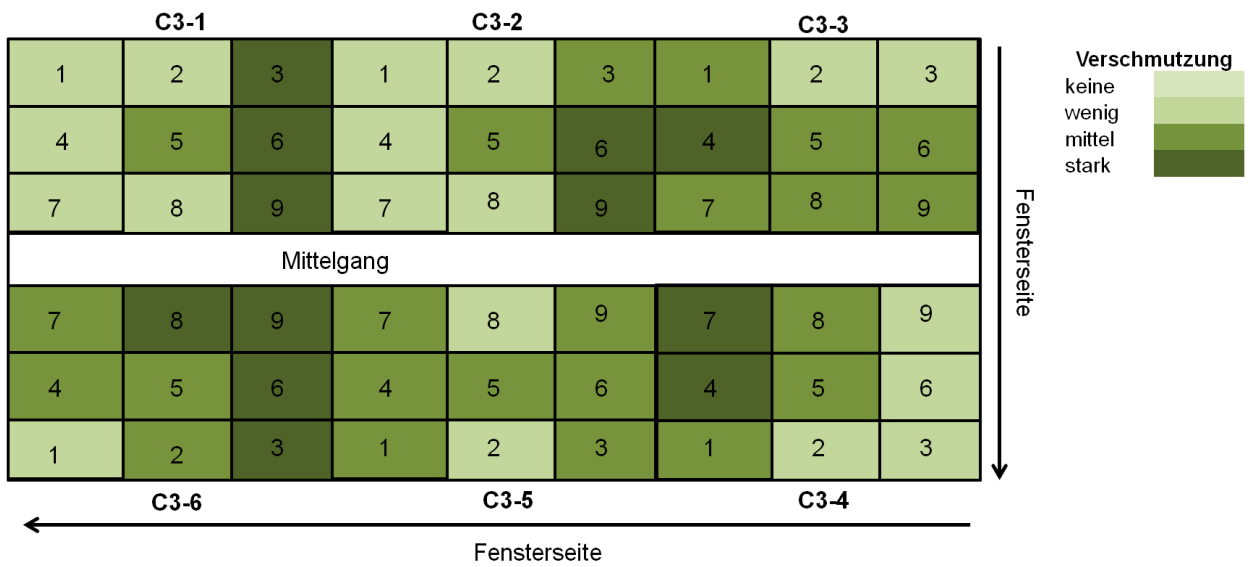 C3-1 C3-2 C3-3
1 2 3 1 2 3 1 2 3
4 5 6 4 5 6 4 5 6
7 8 9 7 8 9 7 8 9
Mittelgang
7 8 9 7 8 9 7 8 9
4 5 6 4 5 6 4 5 6
1 2 3 1 2 3 1 2 3
C3-6 C3-5 C3-4
Fensterseite
Fensterseite
Verschmutzung
keine
wenig
mittel
stark